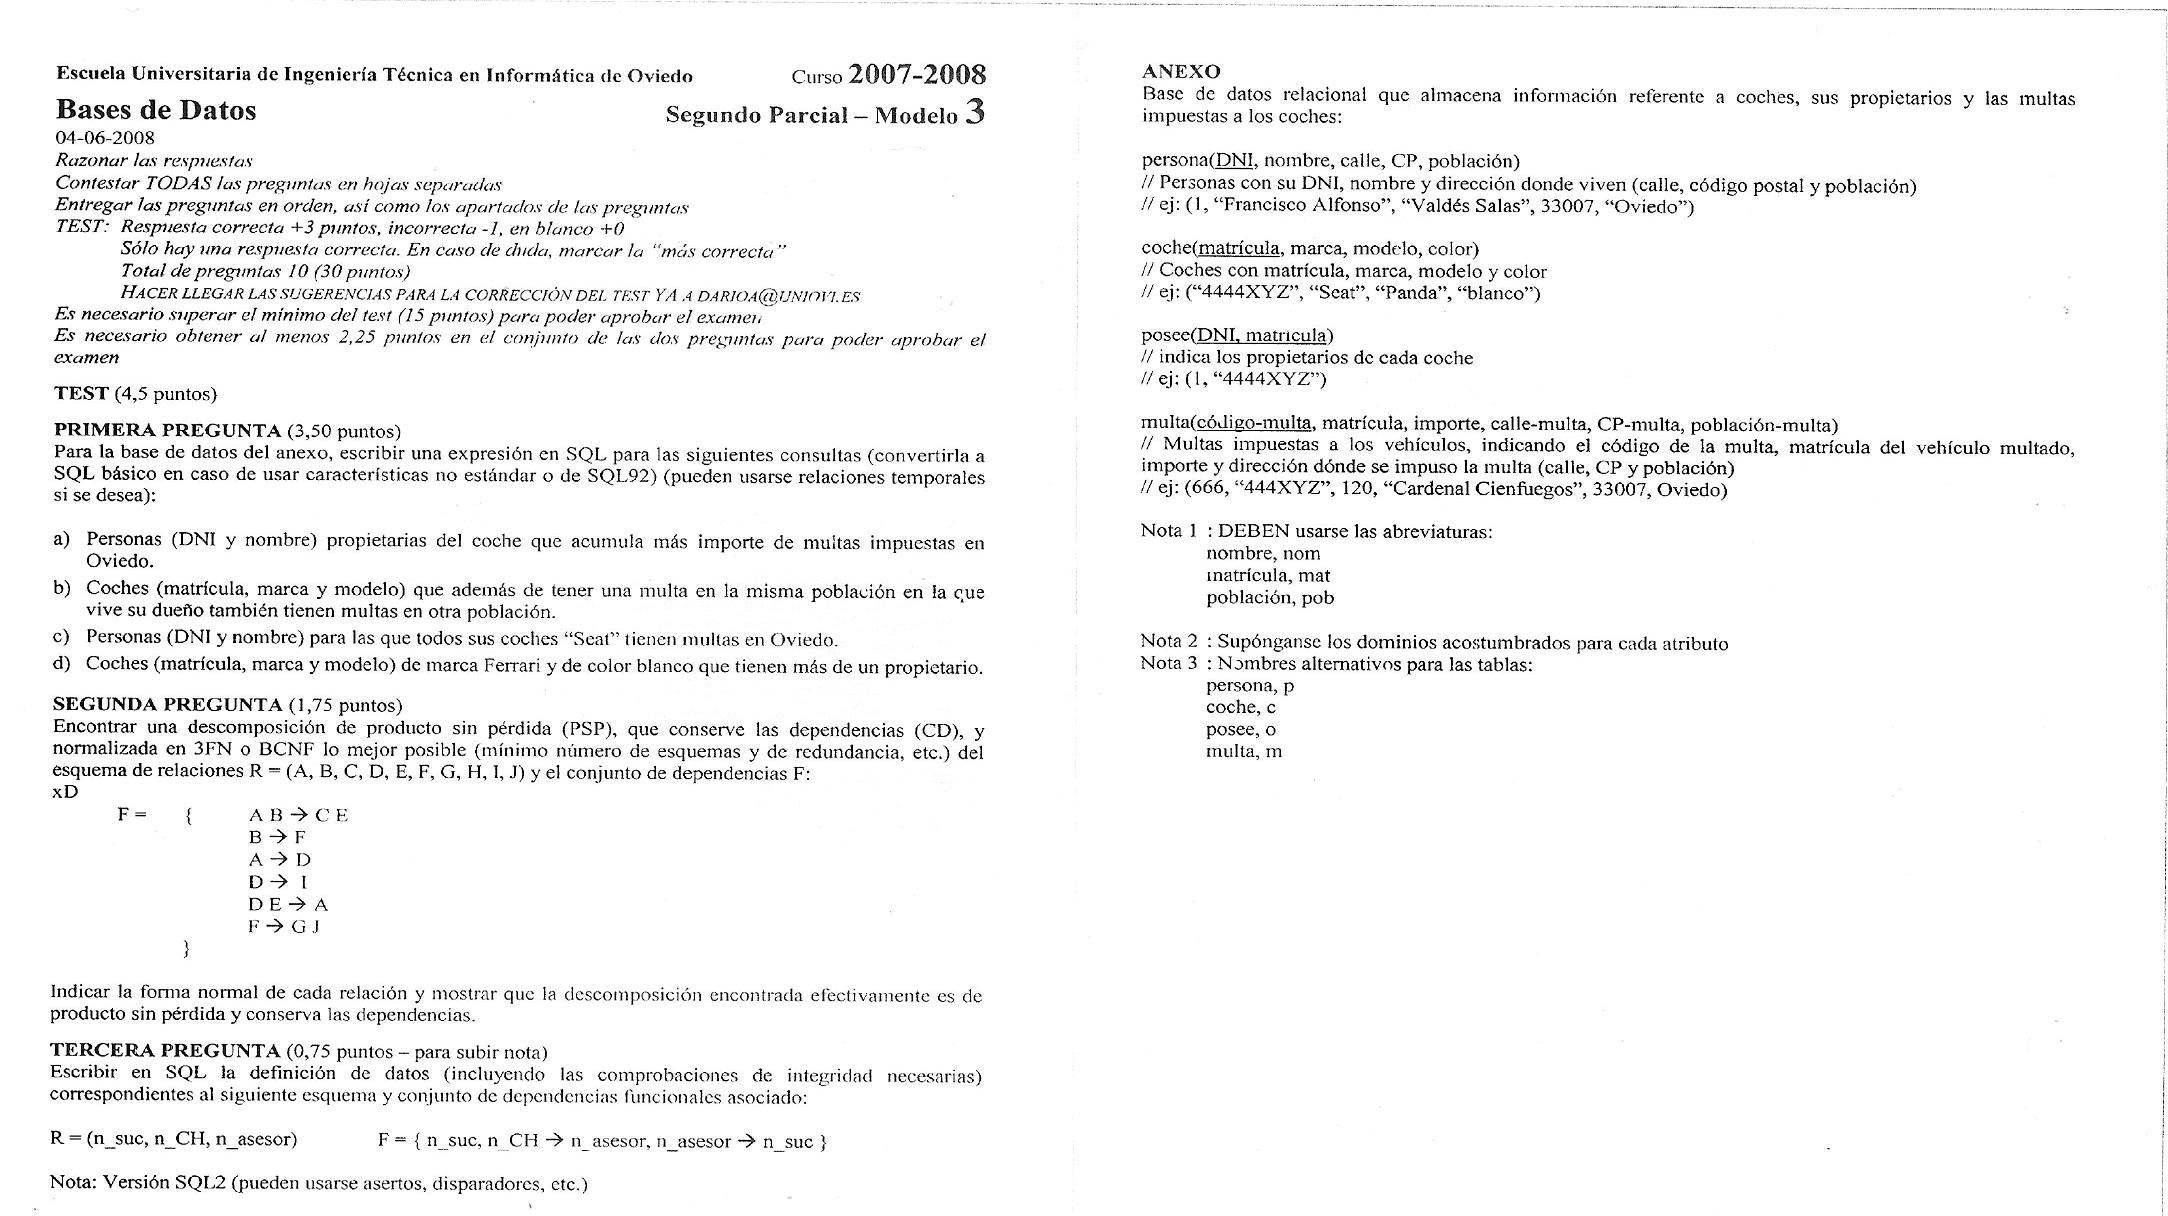 Escuela Universitaria de Ingeniería Técnica en Informática de Oviedo Curso 2007-2008
Bases de Datos Segundo Parcial – Modelo 3
04-06-2008
Razonar las respuestas
Contestar TODAS las preguntas en hojas separadas
Entregar las preguntas en orden, así como los apartados de las preguntas
TEST: Respuesta correcta +3 puntos, incorrecta -1, en blanco +0
Sólo hay una respuesta correcta. En caso de duda, marcar la “más correcta”
Total de preguntas 10 (30 puntos)
HACER LLEGAR LAS SUGERENCIAS PARA LA CORRECCIÓN DEL TEST YA A DARIOA@UNIOVI.ES
Es necesario superar el mínimo del test (15 puntos) para poder aprobar el examen
Es necesario obtener al menos 2,25 puntos en el conjunto de las dos preguntas para poder aprobar el
examen
TEST (4,5 puntos)
PRIMERA PREGUNTA (3,50 puntos)
Para la base de datos del anexo, escribir una expresión en SQL para las siguientes consultas (convertirla a
SQL básico en caso de usar características no estándar o de SQL92) (pueden usarse relaciones temporales
si se desea):
a) Personas (DNI y nombre) propietarias del coche que acumula más importe de multas impuestas en
Oviedo.
b) Coches (matrícula, marca y modelo) que además de tener una multa en la misma población en la que
vive su dueño también tienen multas en otra población.
c) Personas (DNI y nombre) para las que todos sus coches “Seat” tienen multas en Oviedo.
d) Coches (matrícula, marca y modelo) de marca Ferrari y de color blanco que tienen más de un propietario.
SEGUNDA PREGUNTA (1,75 puntos)
Encontrar una descomposición de producto sin pérdida (PSP), que conserve las dependencias (CD), y
normalizada en 3FN o BCNF lo mejor posible (mínimo número de esquemas y de redundancia, etc.) del
esquema de relaciones R = (A, B, C, D, E, F, G, H, I, J) y el conjunto de dependencias F:
xD
F = { A B → C E
B → F
A → D
D → I
D E → A
F → G J
}
Indicar la forma normal de cada relación y mostrar que la descomposición encontrada efectivamente es de
producto sin pérdida y conserva las dependencias.
TERCERA PREGUNTA (0,75 puntos – para subir nota)
Escribir en SQL la definición de datos (incluyendo las comprobaciones de integridad necesarias)
correspondientes al siguiente esquema y conjunto de dependencias funcionales asociado:
R = (n_suc, n_CH, n_asesor) F = { n_suc, n_CH → n_asesor, n_asesor → n_suc }
Nota: Versión SQL2 (pueden usarse asertos, disparadores, etc.)
ANEXO
Base de datos relacional que almacena información referente a coches, sus propietarios y las multas
impuestas a los coches:
persona(DNI, nombre, calle, CP, población)
// Personas con su DNI, nombre y dirección donde viven (calle, código postal y población)
// ej: (1, “Francisco Alfonso”, “Valdés Salas”, 33007, “Oviedo”)
coche(matrícula, marca, modelo, color)
// Coches con matrícula, marca, modelo y color
// ej: (“4444XYZ”, “Seat”, “Panda”, “blanco”)
posee(DNI, matrícula)
// indica los propietarios de cada coche
// ej: (1, “4444XYZ”)
multa(código-multa, matrícula, importe, calle-multa, CP-multa, población-multa)
// Multas impuestas a los vehículos, indicando el código de la multa, matrícula del vehículo multado,
importe y dirección dónde se impuso la multa (calle, CP y población)
// ej: (666, “444XYZ”, 120, “Cardenal Cienfuegos”, 33007, Oviedo)
Nota 1 : DEBEN usarse las abreviaturas:
nombre, nom
matrícula, mat
población, pob
Nota 2 : Supónganse los dominios acostumbrados para cada atributo
Nota 3 : Nombres alternativos para las tablas:
persona, p
coche, c
posee, o
multa, m